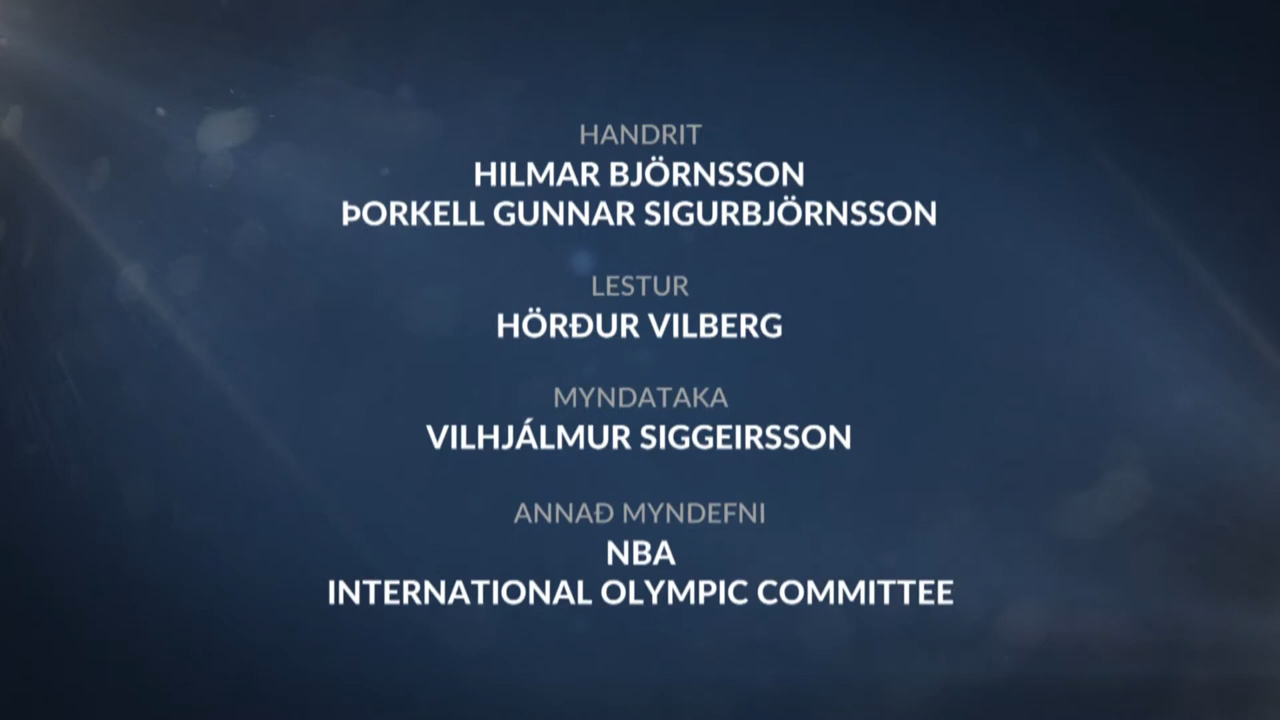 HANDRIT
HILMAR BJÖRNSSON
ÞORKELL GUNNAR SIGURBJÖRNSSON
LESTUR
HÖRÐUR VILBERG
MYNDATAKA
VILHJÁLMUR SIGGEIRSSON
ANNAÐ MYNDEFNI
NBA
INTERNATIONAL OLYMPIC COMMITTEE